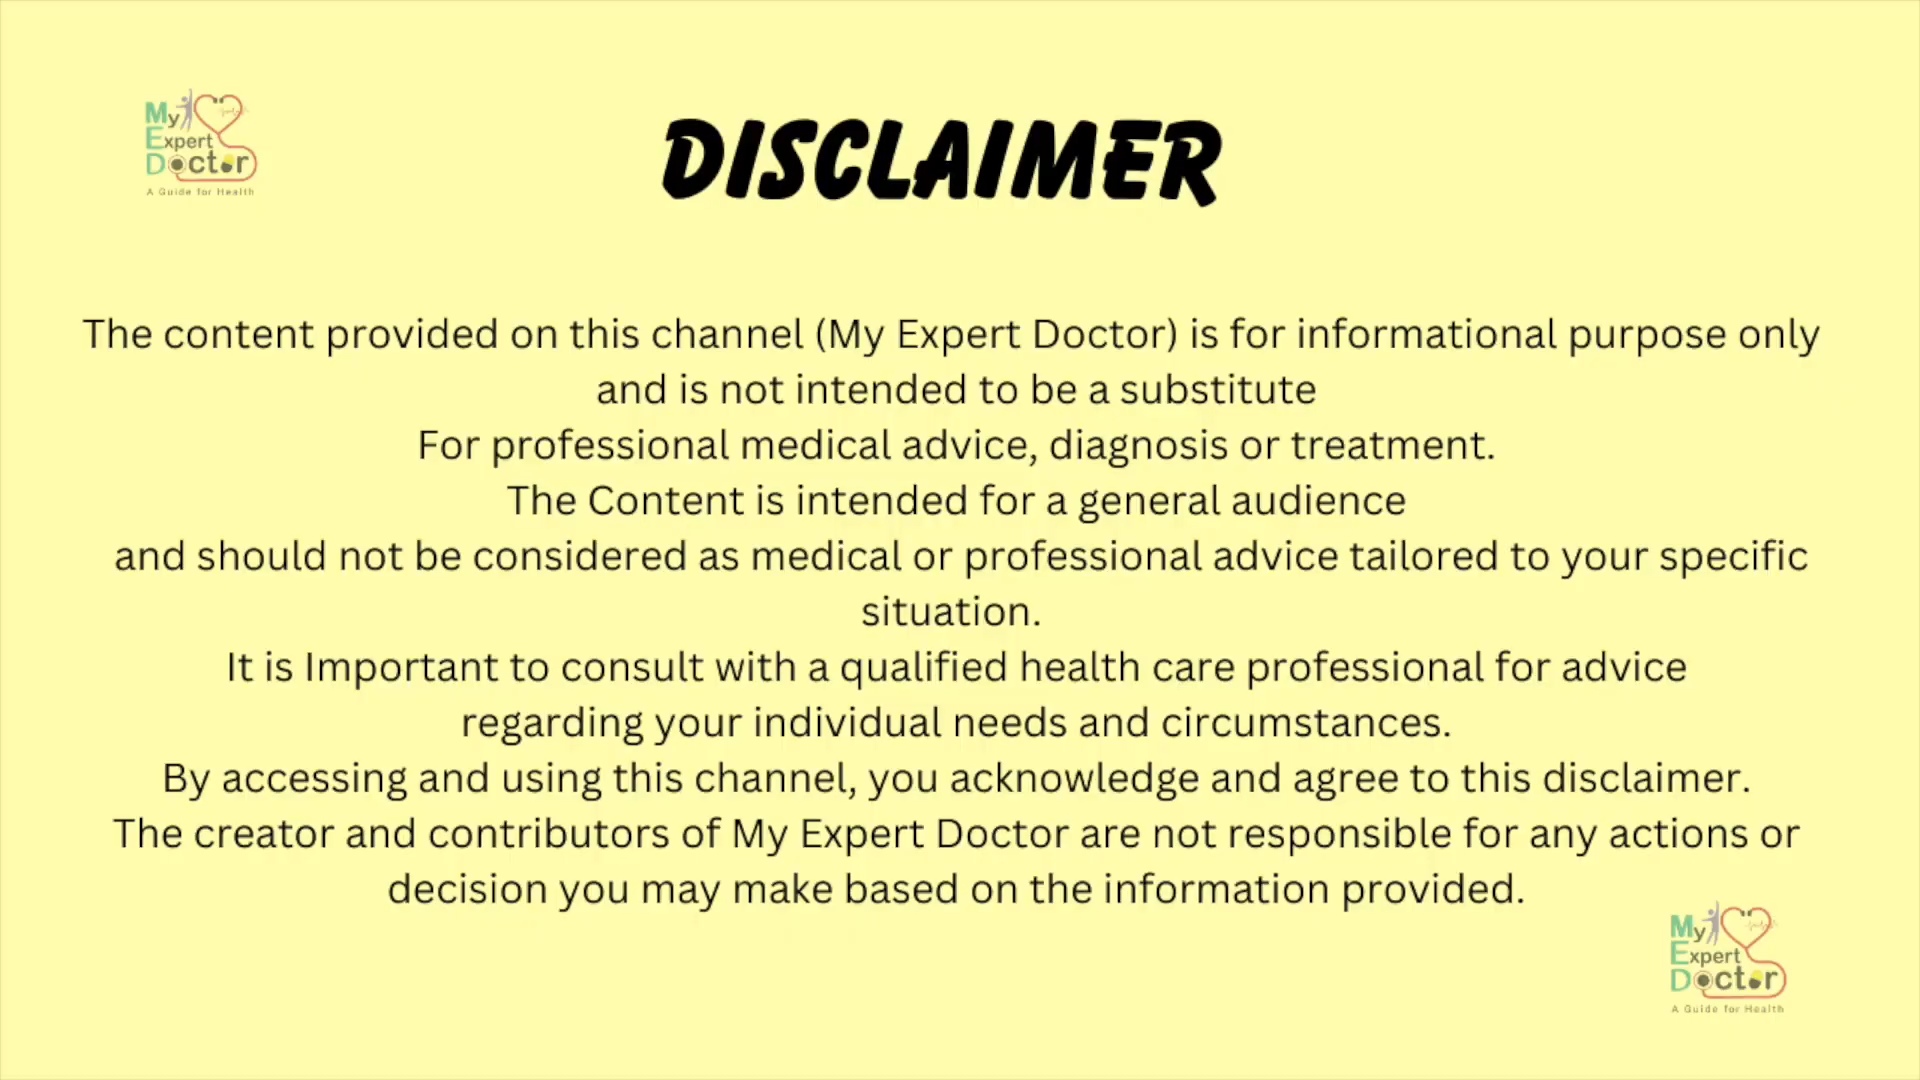 My
Expert
Doctor
A Guide for Health
DISCLAIMER
The content provided on this channel (My Expert Doctor) is for informational purpose only
and is not intended to be a substitute
For professional medical advice, diagnosis or treatment.
The Content is intended for a general audience
and should not be considered as medical or professional advice tailored to your specific
situation.
It is Important to consult with a qualified health care professional for advice
regarding your individual needs and circumstances.
By accessing and using this channel, you acknowledge and agree to this disclaimer.
The creator and contributors of My Expert Doctor are not responsible for any actions or
decision you may make based on the information provided.
My
Expert
Doctor
A Guide for Health